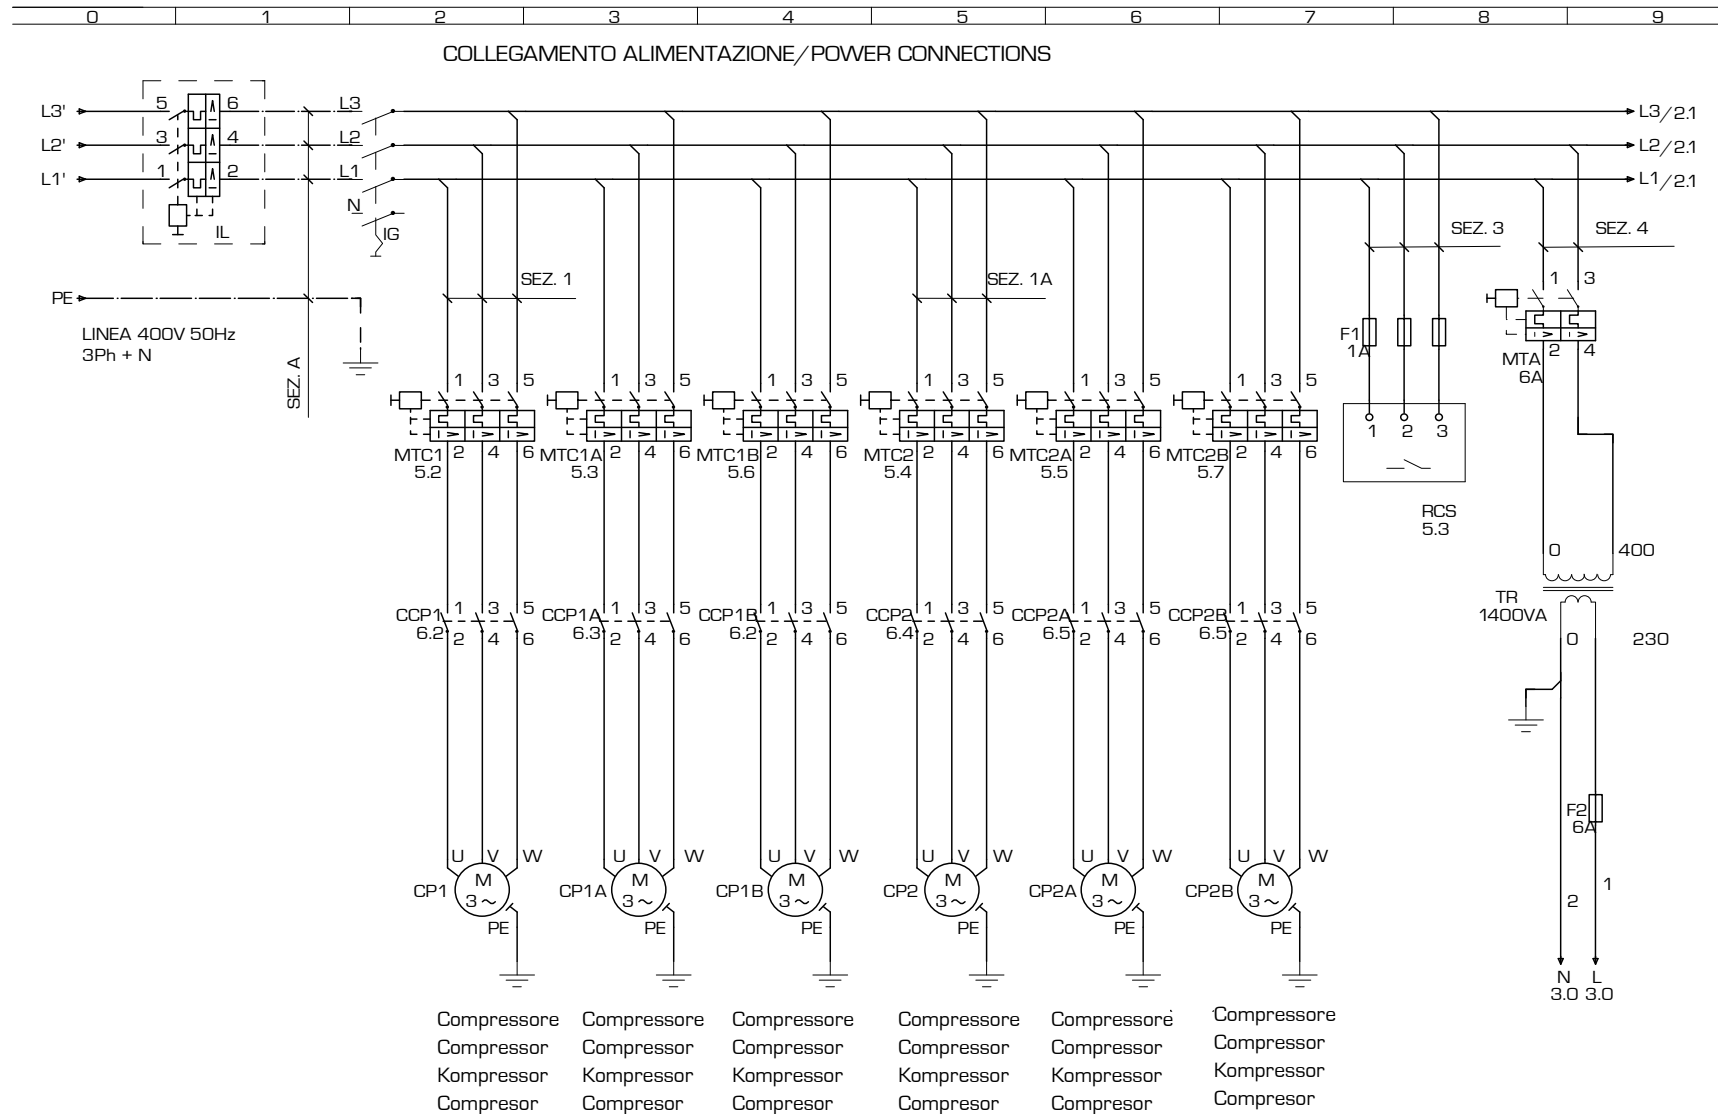 0 1 2 3 4 5 6 7 8 9
COLLEGAMENTO ALIMENTAZIONE/POWER CONNECTIONS
L3' 5 6 L3 L3/2.1
L2' 3 4 L2 L2/2.1
L1' 1 2 L1 L1/2.1
N
IL IG
SEZ. 3 SEZ. 4
SEZ. 1 SEZ. 1A
1 3
PE
LINEA 400V 50Hz
3Ph + N
SEZ. A
F1
1A
MTA 2 4
6A
1 3 5 1 3 5 1 3 5 1 3 5 1 3 5 1 3 5
1 2 3
MTC1 2 4 6 MTC1A 2 4 6 MTC1B 2 4 6 MTC2 2 4 6 MTC2A 2 4 6 MTC2B 2 4 6
5.2 5.3 5.6 5.4 5.5 5.7
RCS
5.3
0 400
TR
1400VA
0 230
CCP1 1 3 5 CCP1A 1 3 5 CCP1B 1 3 5 CCP2 1 3 5 CCP2A 1 3 5 CCP2B 1 3 5
6.2 2 4 6 6.3 2 4 6 6.2 2 4 6 6.4 2 4 6 6.5 2 4 6 6.5 2 4 6
F2
6A
U V W U V W U V W U V W U V W U V W
CP1 M CP1A M CP1B M CP2 M CP2A M CP2B M
3 ~ 3 ~ 3 ~ 3 ~ 3 ~ 3 ~
PE PE PE PE PE PE
2 1
N L
3.0 3.0
Compressore Compressore Compressore Compressore Compressore Compressore
Compressor Compressor Compressor Compressor Compressor Compressor
Kompressor Kompressor Kompressor Kompressor Kompressor Kompressor
Compresor Compresor Compresor Compresor Compresor Compresor